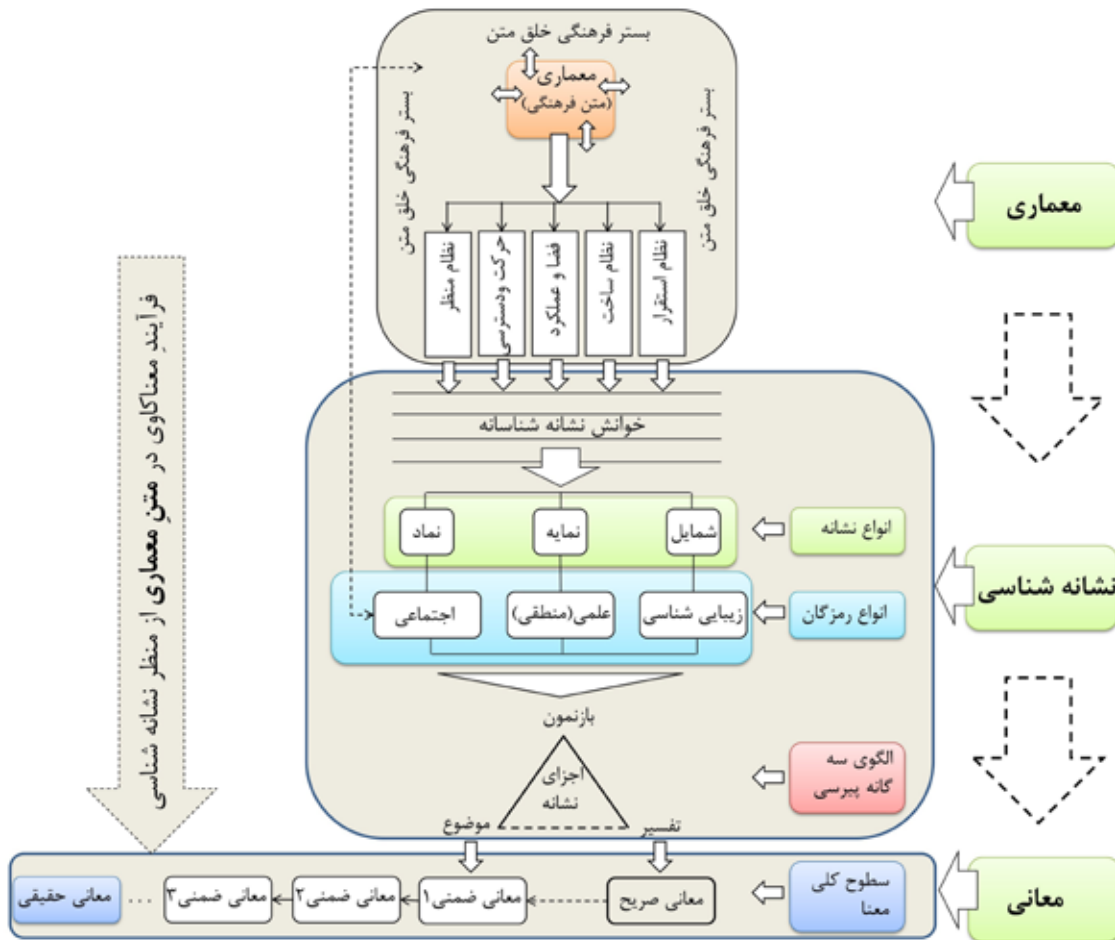 بستر فرهنگی خلق متن
معماری
(متن فرهنگی)
بستر فرهنگی خلق متن
بستر فرهنگی خلق متن
نظام استقرار
نظام ساخت
فضا و عملکرد
حرکت ودسترسی
نظام منظر
معماری
خوانش نشانه شناسانه
شمایل
نمایه
نماد
انواع نشانه
زیبایی شناسی
علمی(منطقی)
اجتماعی
انواع رمزگان
نشانه شناسی
بازنمون
اجزای
نشانه
تفسیر
موضوع
الگوی سه
گانه پیرسی
معانی
سطوح کلی
معنا
معانی صریح
معانی ضمنی۱
معانی ضمنی۲
معانی ضمنی۳
...
معانی حقیقی
فرآیندِ معناکاوی در متنِ معماری از منظر نشانه شناسی